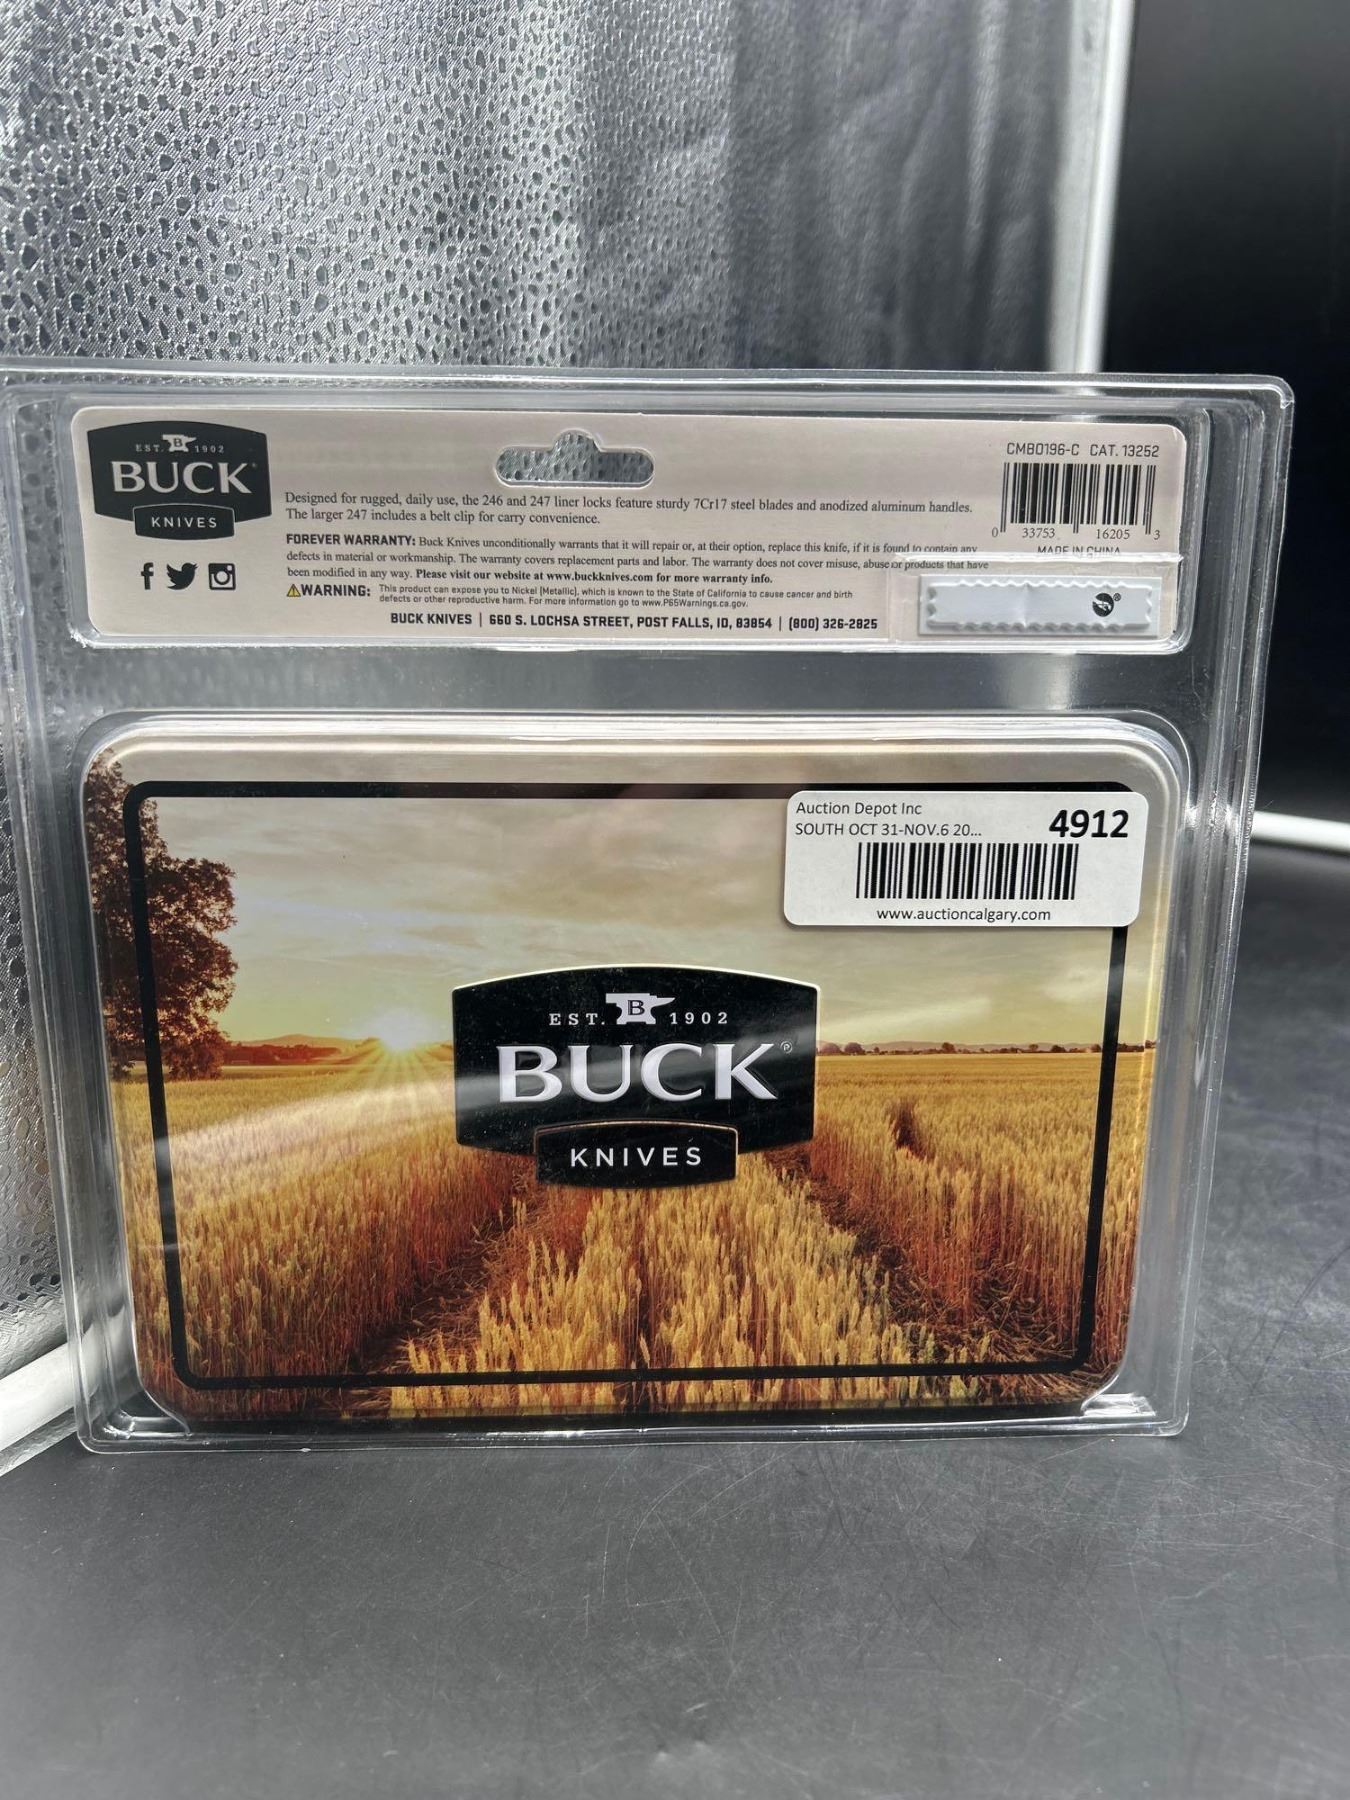 EST. B 1902
BUCK
KNIVES
Designed for rugged, daily use, the 246 and 247 liner locks feature sturdy 7Cr17 steel blades and anodized aluminum handles.
The larger 247 includes a belt clip for carry convenience.
FOREVER WARRANTY: Buck Knives unconditionally warrants that it will repair or, at their option, replace this knife, if it is found to contain any
defects in material or workmanship. The warranty covers replacement parts and labor. The warranty does not cover misuse, abuse or products that have
been modified in any way. Please visit our website at www.buckknives.com for more warranty info.
⚠WARNING: This product can expose you to Nickel (Metallic), which is known to the State of California to cause cancer and birth
defects or other reproductive harm. For more information go to www.P65Warnings.ca.gov.
BUCK KNIVES | 660 S. LOCHSA STREET, POST FALLS, ID, 83854 | (800) 326-2825
CMBO196-C CAT. 13252
0 33753 16205 3
MADE IN CHINA
Auction Depot Inc
SOUTH OCT 31-NOV.6 20...
4912
www.auctioncalgary.com
EST. B 1902
BUCK®
KNIVES